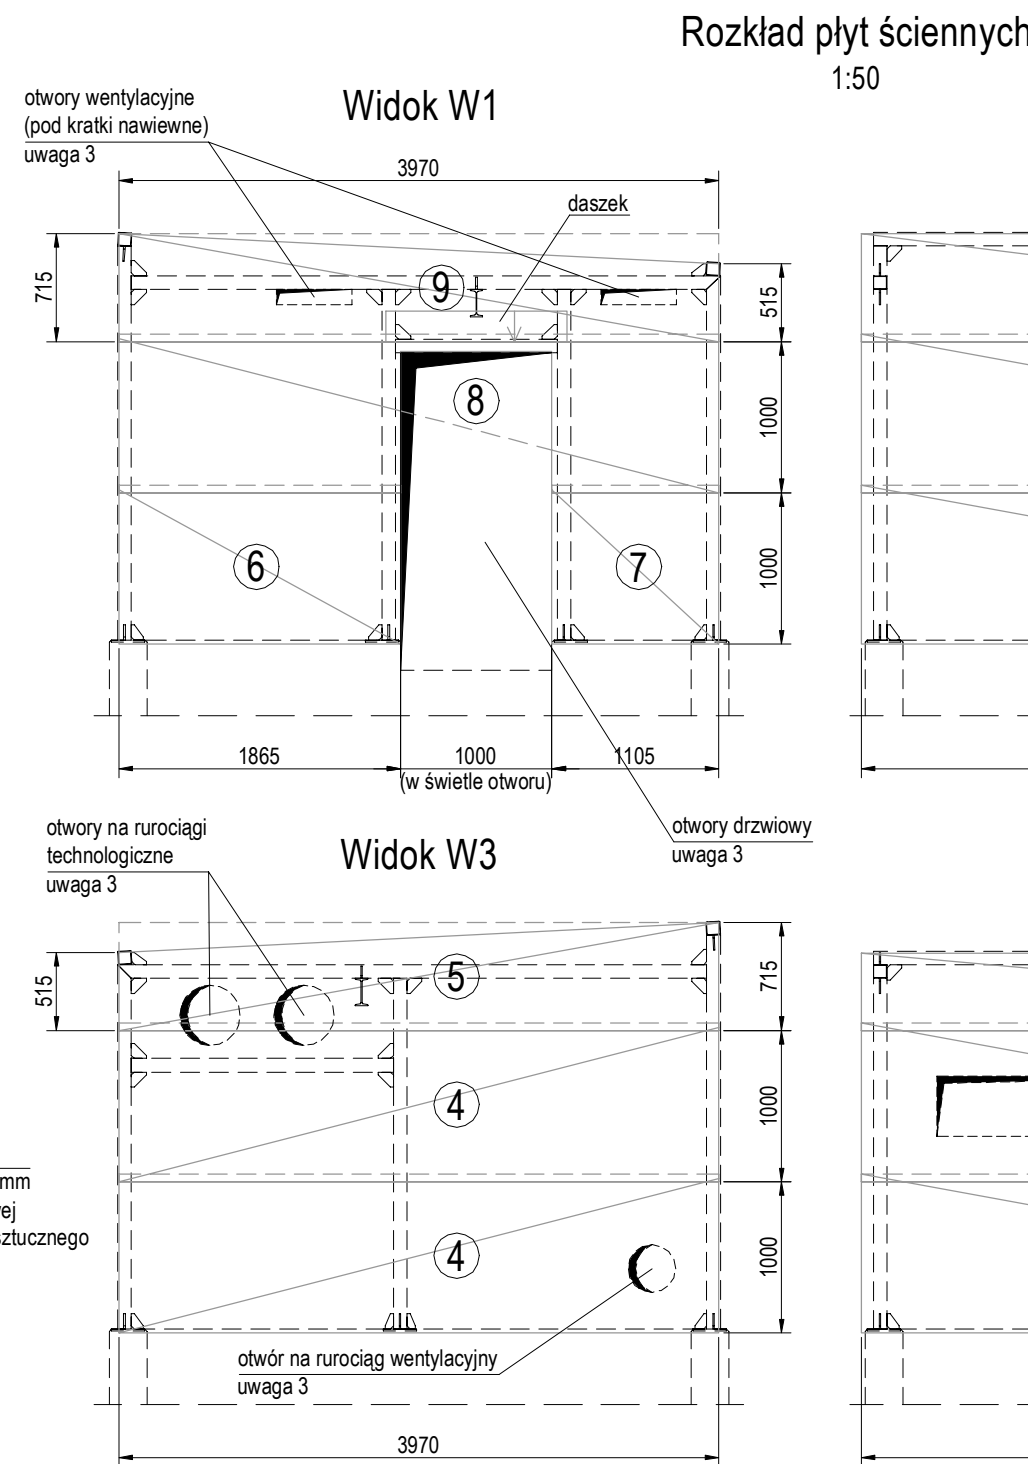 Rozkład płyt ściennych
1:50
otwory wentylacyjne
(pod kratki nawiewne)
uwaga 3
Widok W1
3970
daszek
715
9
515
8
1000
6
7
1000
1865
1000
1105
(w świetle otworu)
otwory drzwiowy
uwaga 3
otwory na rurociągi
technologiczne
uwaga 3
Widok W3
515
5
715
4
1000
mm
ej
sztucznego
4
1000
otwór na rurociąg wentylacyjny
uwaga 3
3970